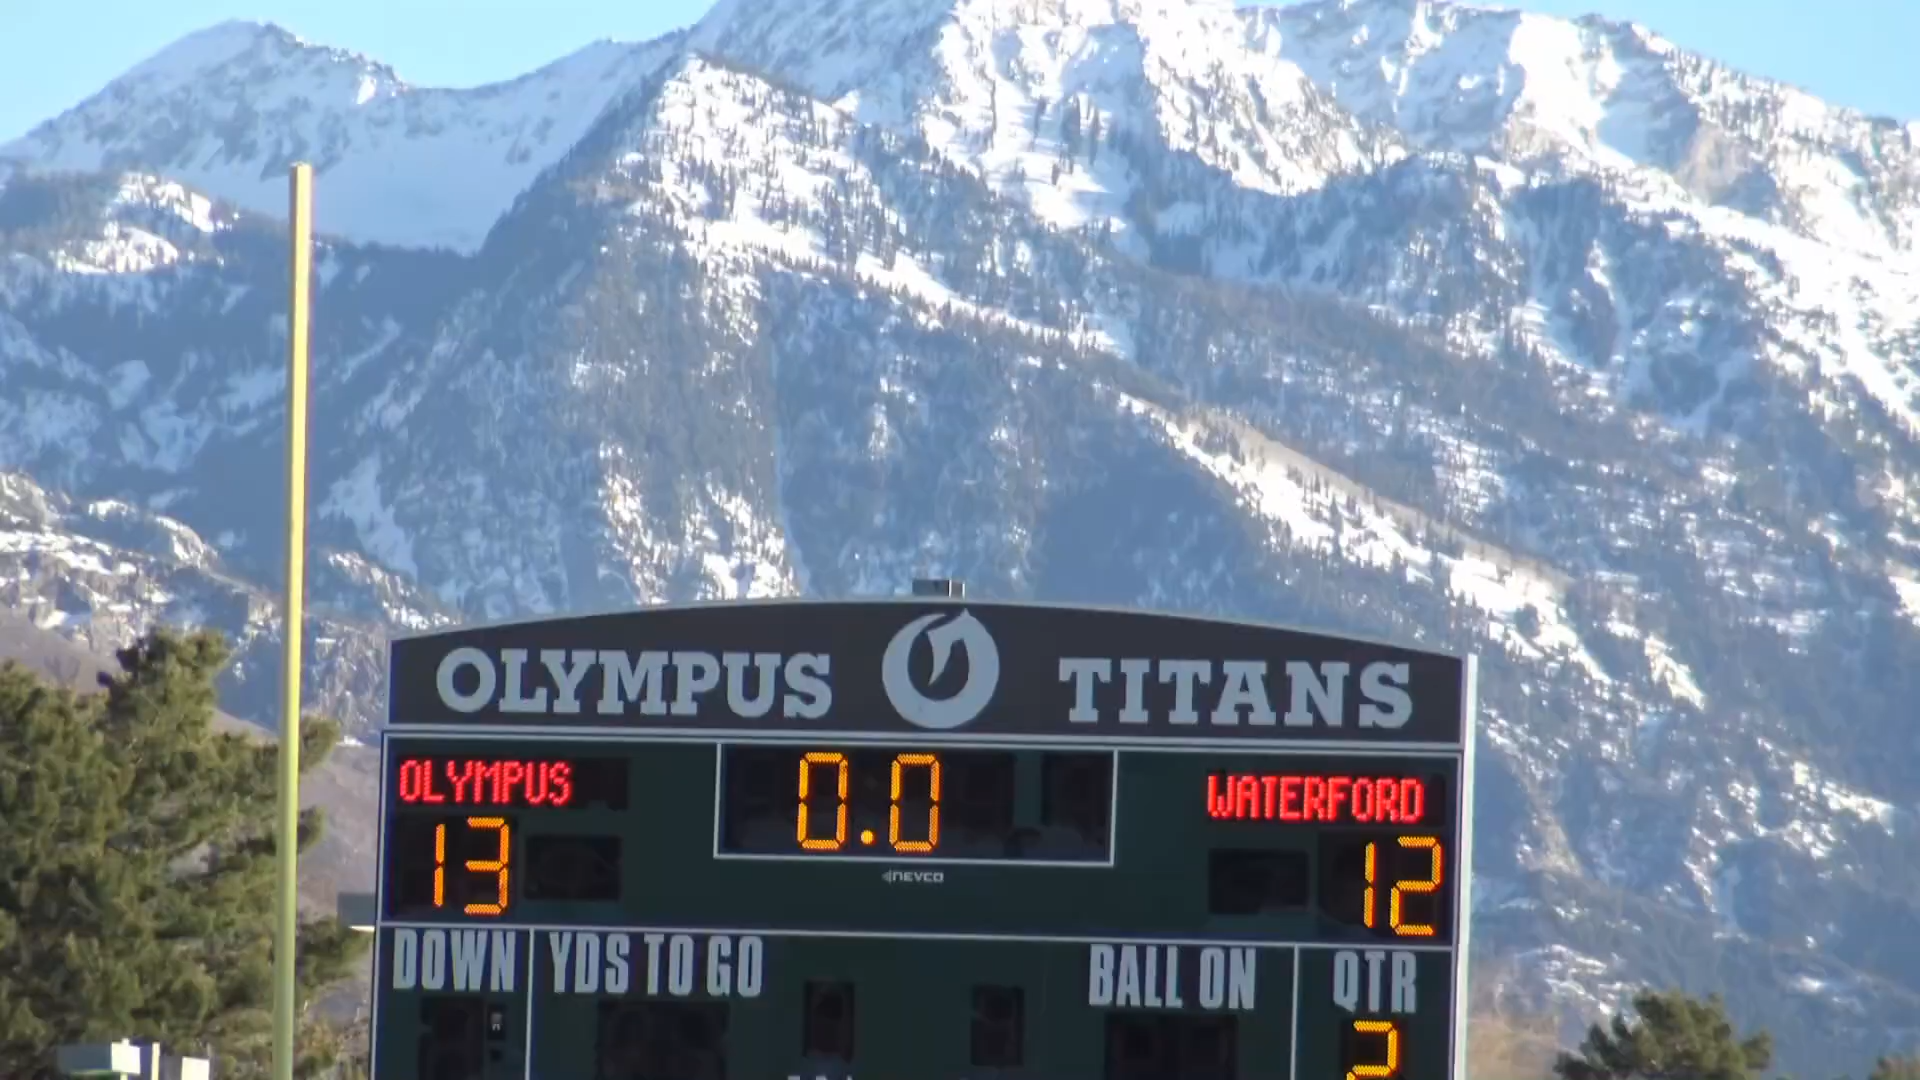 OLYMPUS TITANS
OLYMPUS 0.0 WATERFORD
13 12
NEVCO
DOWN YDS TO GO BALL ON QTR
2